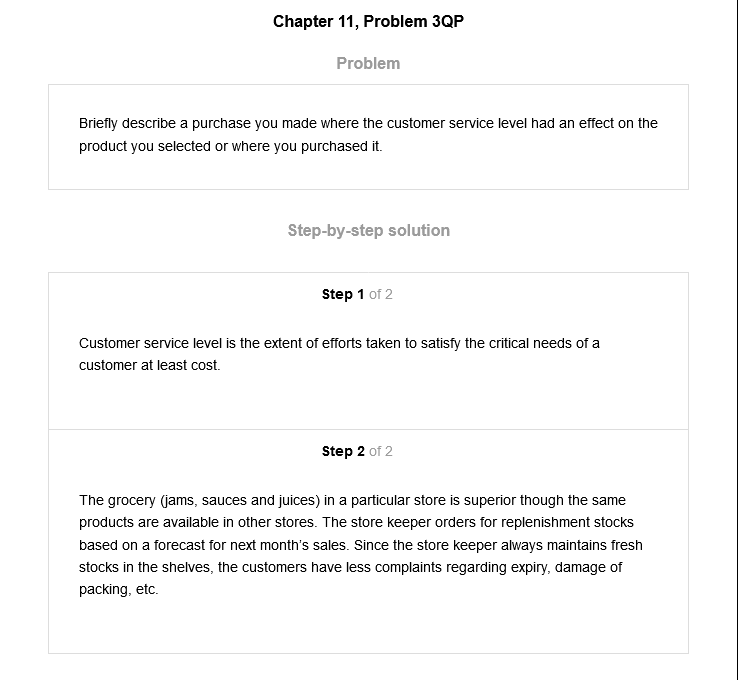 Chapter 11, Problem 3QP
Problem
Briefly describe a purchase you made where the customer service level had an effect on the
product you selected or where you purchased it.
Step-by-step solution
Step 1 of 2
Customer service level is the extent of efforts taken to satisfy the critical needs of a
customer at least cost.
Step 2 of 2
The grocery (jams, sauces and juices) in a particular store is superior though the same
products are available in other stores. The store keeper orders for replenishment stocks
based on a forecast for next month’s sales. Since the store keeper always maintains fresh
stocks in the shelves, the customers have less complaints regarding expiry, damage of
packing, etc.